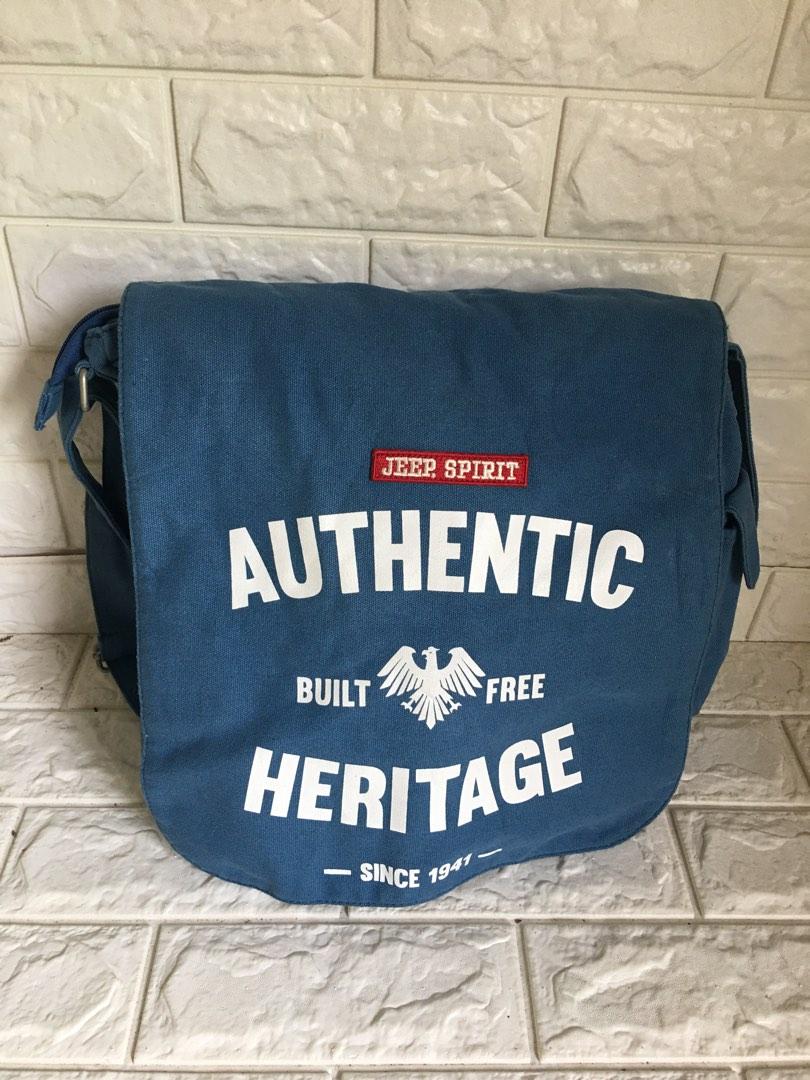 JEEP. SPIRIT
AUTHENTIC
BUILT FREE
HERITAGE
— SINCE 1941 —